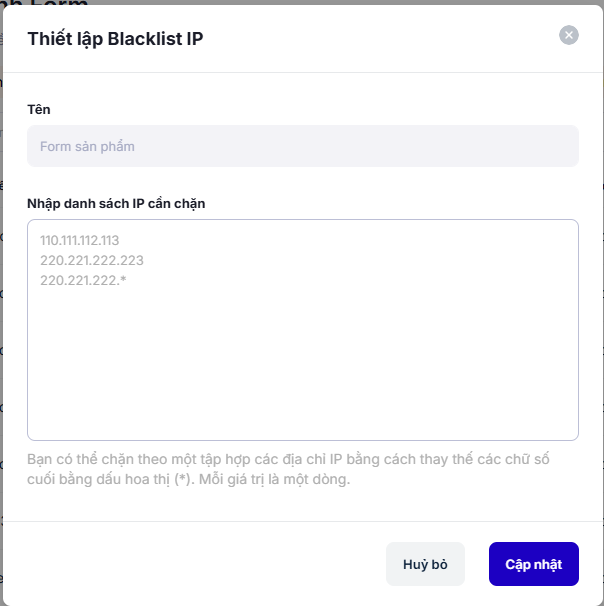 Thiết lập Blacklist IP
Tên
Form sản phẩm
Nhập danh sách IP cần chặn
110.111.112.113
220.221.222.223
220.221.222.*
Bạn có thể chặn theo một tập hợp các địa chỉ IP bằng cách thay thế các chữ số
cuối bằng dấu hoa thị (*). Mỗi giá trị là một dòng.
Huỷ bỏ
Cập nhật